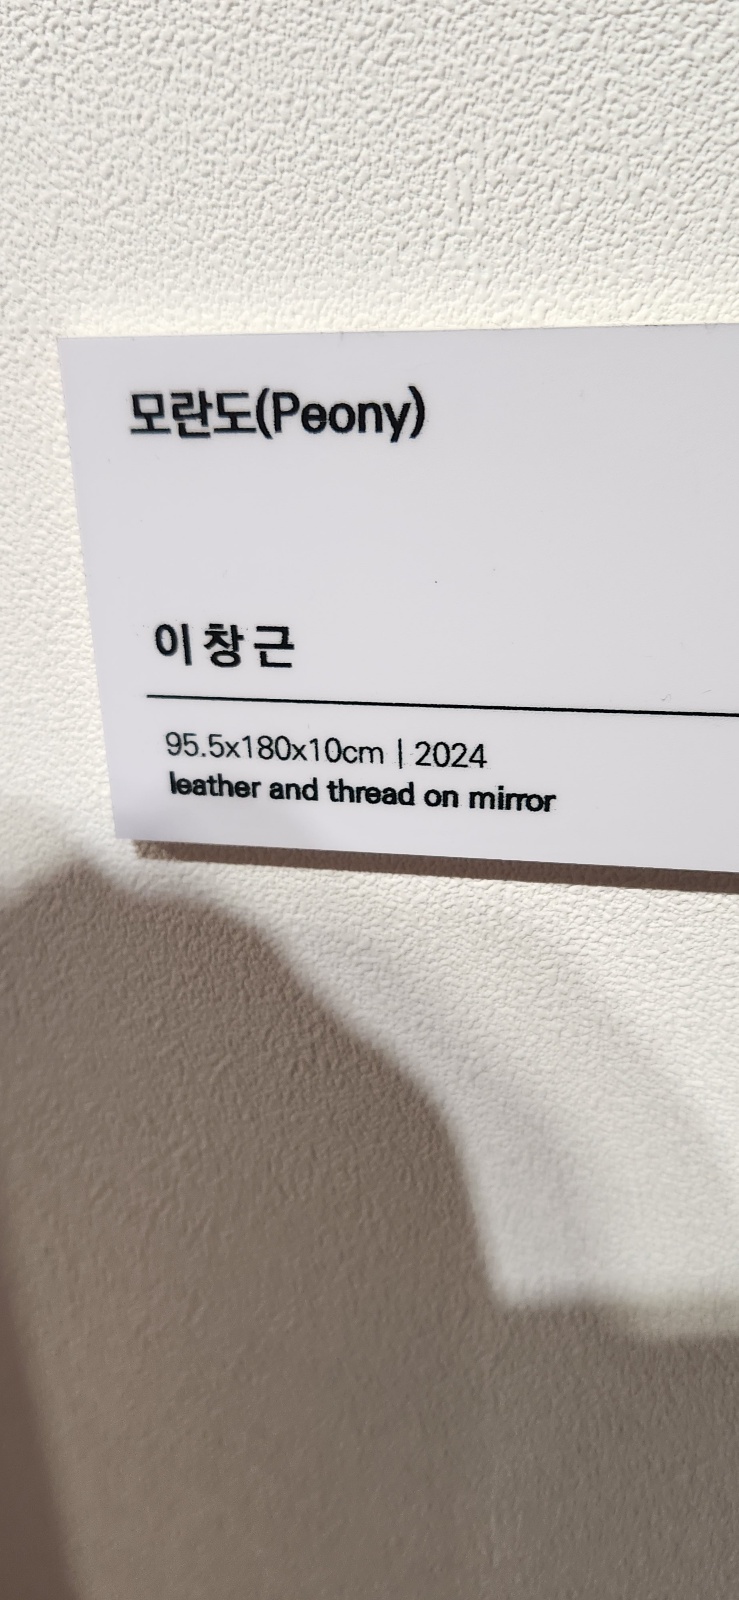 모란도(Peony)
이창근
95.5x180x10cm | 2024
leather and thread on mirror